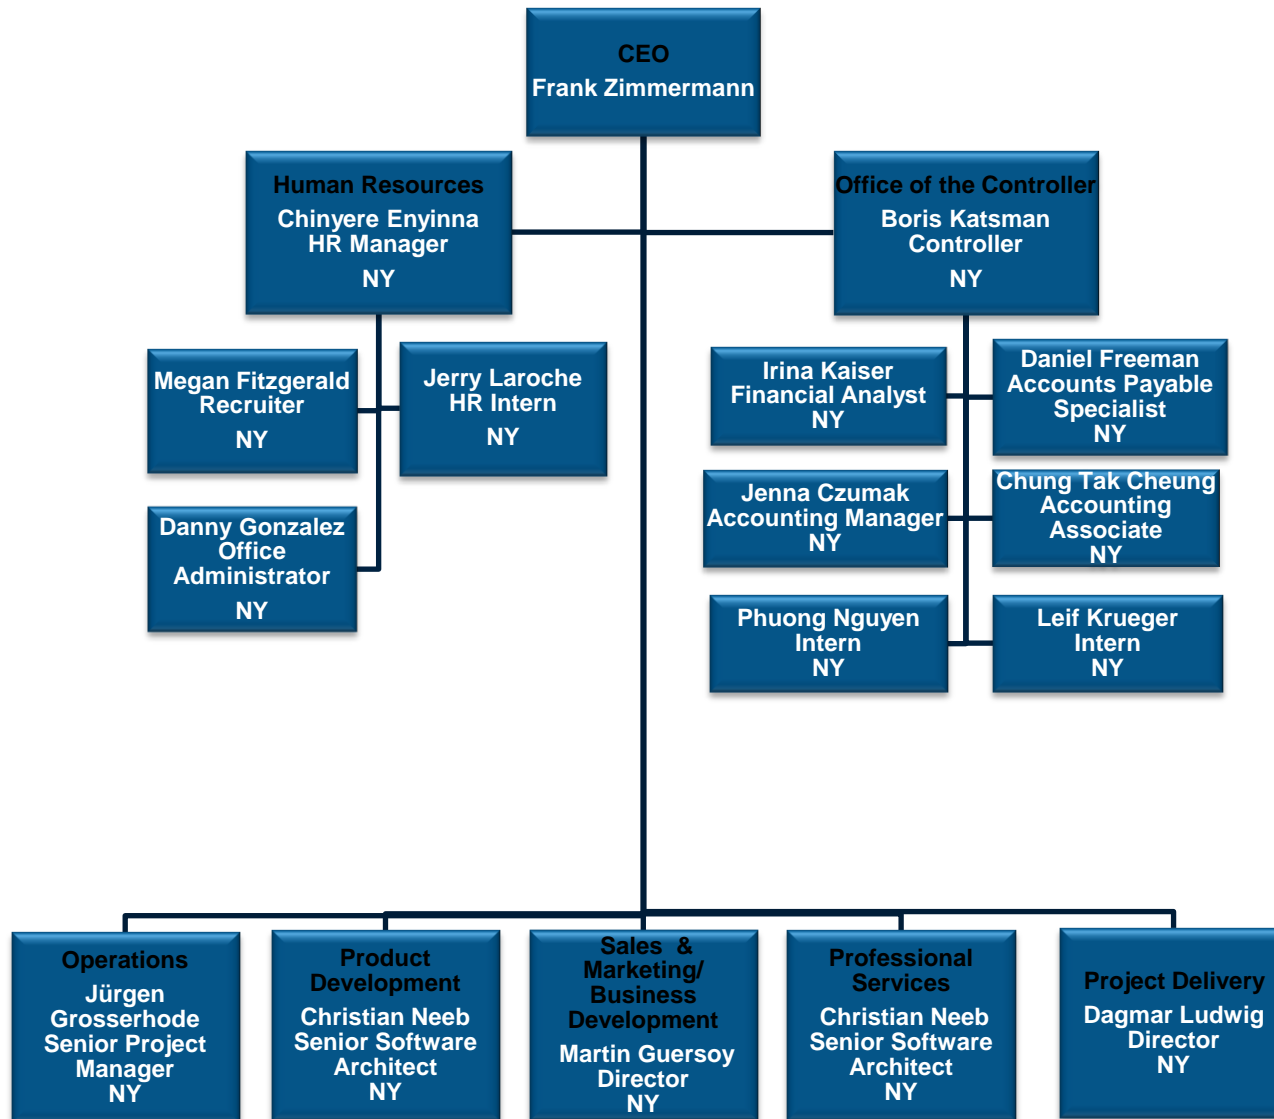 CEO
Frank Zimmermann
Human Resources
Chinyere Enyinna
HR Manager
NY
Office of the Controller
Boris Katsman
Controller
NY
Megan Fitzgerald
Recruiter
NY
Jerry Laroche
HR Intern
NY
Danny Gonzalez
Office
Administrator
NY
Irina Kaiser
Financial Analyst
NY
Daniel Freeman
Accounts Payable
Specialist
NY
Jenna Czumak
Accounting Manager
NY
Chung Tak Cheung
Accounting
Associate
NY
Phuong Nguyen
Intern
NY
Leif Krueger
Intern
NY
Operations
Jürgen
Grosserhode
Senior Project
Manager
NY
Product
Development
Christian Neeb
Senior Software
Architect
NY
Sales &
Marketing/
Business
Development
Martin Guersoy
Director
NY
Professional
Services
Christian Neeb
Senior Software
Architect
NY
Project Delivery
Dagmar Ludwig
Director
NY